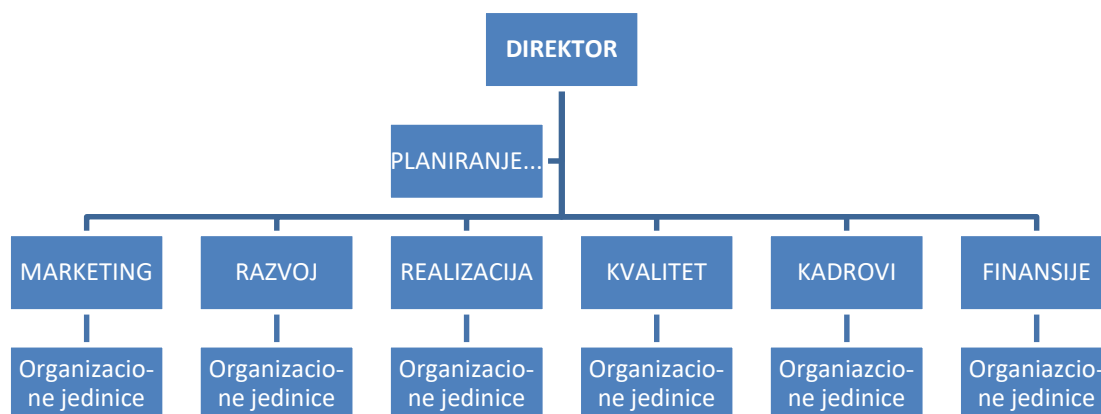 DIREKTOR
PLANIRANJE...
MARKETING
RAZVOJ
REALIZACIJA
KVALITET
KADROVI
FINANSIJE
Organizacio-
ne jedinice
Organizacio-
ne jedinice
Organizacio-
ne jedinice
Organizacio-
ne jedinice
Organiazcio-
ne jedinice
Organiazcio-
ne jedinice